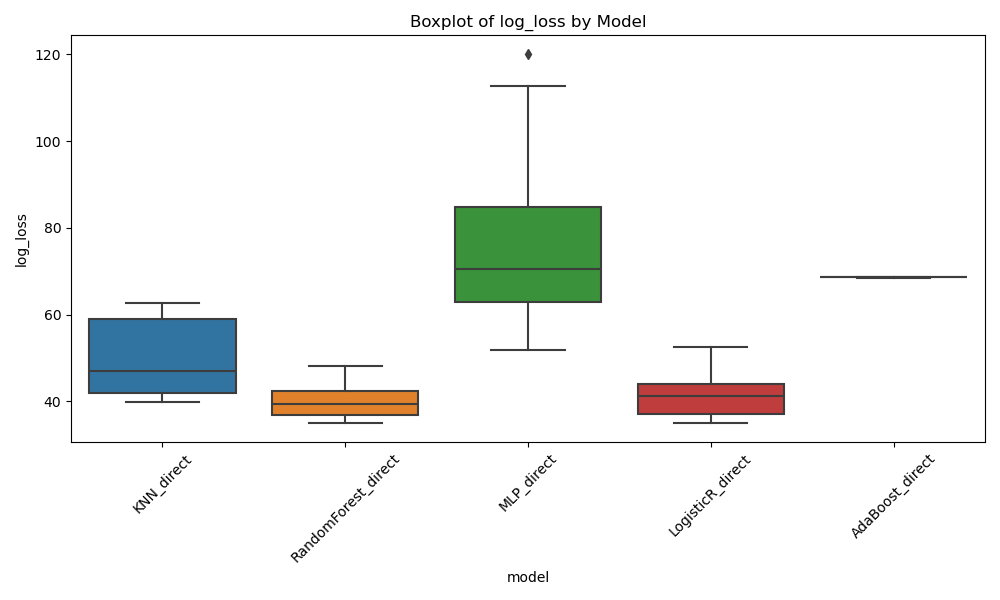 Boxplot of log_loss by Model
120
100
80
60
40
log_loss
KNN_direct
RandomForest_direct
MLP_direct
LogisticR_direct
AdaBoost_direct
model